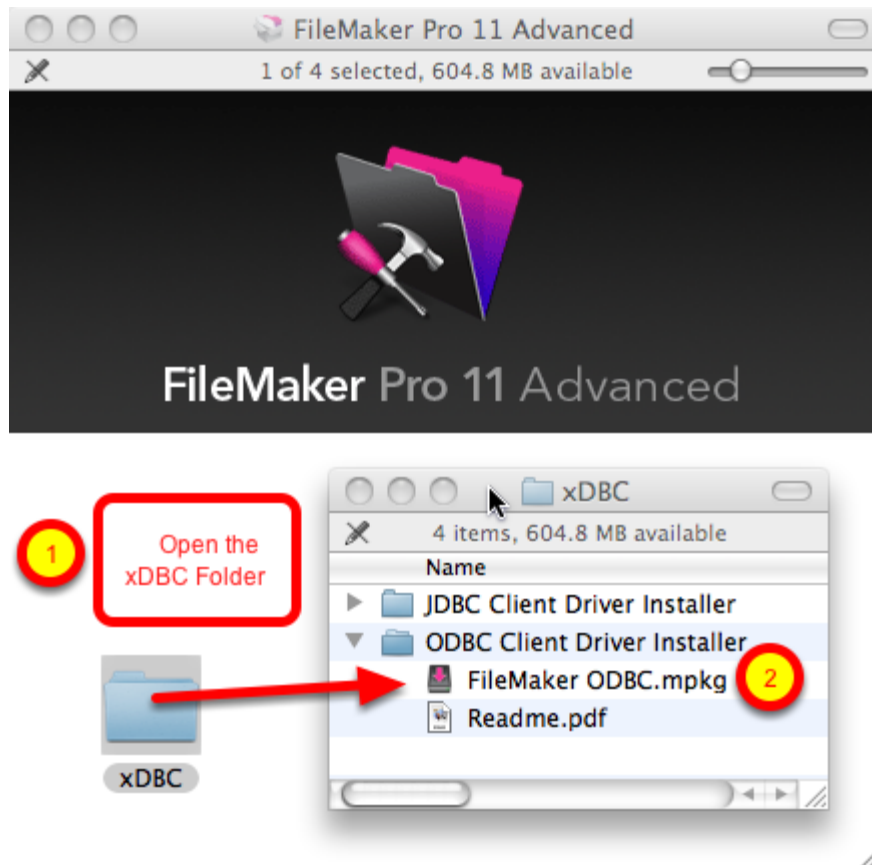 FileMaker Pro 11 Advanced
1 of 4 selected, 604.8 MB available
FileMaker Pro 11 Advanced
1
Open the
xDBC Folder
xDBC
xDBC
4 items, 604.8 MB available
Name
JDBC Client Driver Installer
ODBC Client Driver Installer
FileMaker ODBC.mpkg
2
Readme.pdf